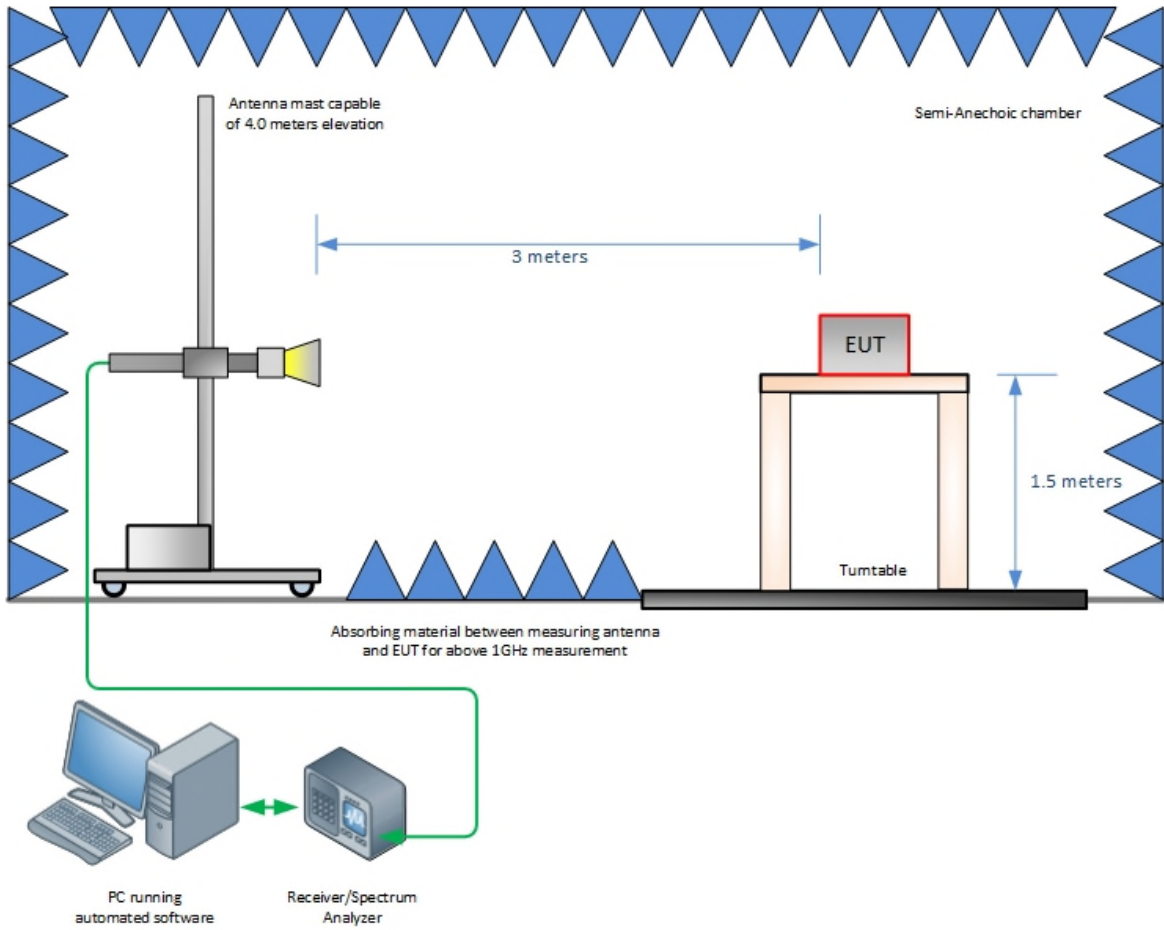 Antenna mast capable
of 4.0 meters elevation
Semi-Anechoic chamber
3 meters
EUT
1.5 meters
Turntable
Absorbing material between measuring antenna
and EUT for above 1GHz measurement
PC running
automated software
Receiver/Spectrum
Analyzer